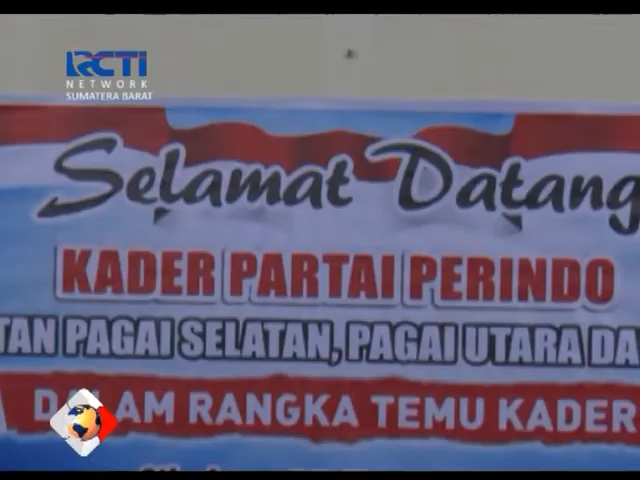 RCTI
NETWORK
SUMATERA BARAT
Selamat Datang
KADER PARTAI PERINDO
TAN PAGAI SELATAN, PAGAI UTARA DA
DALAM RANGKA TEMU KADER